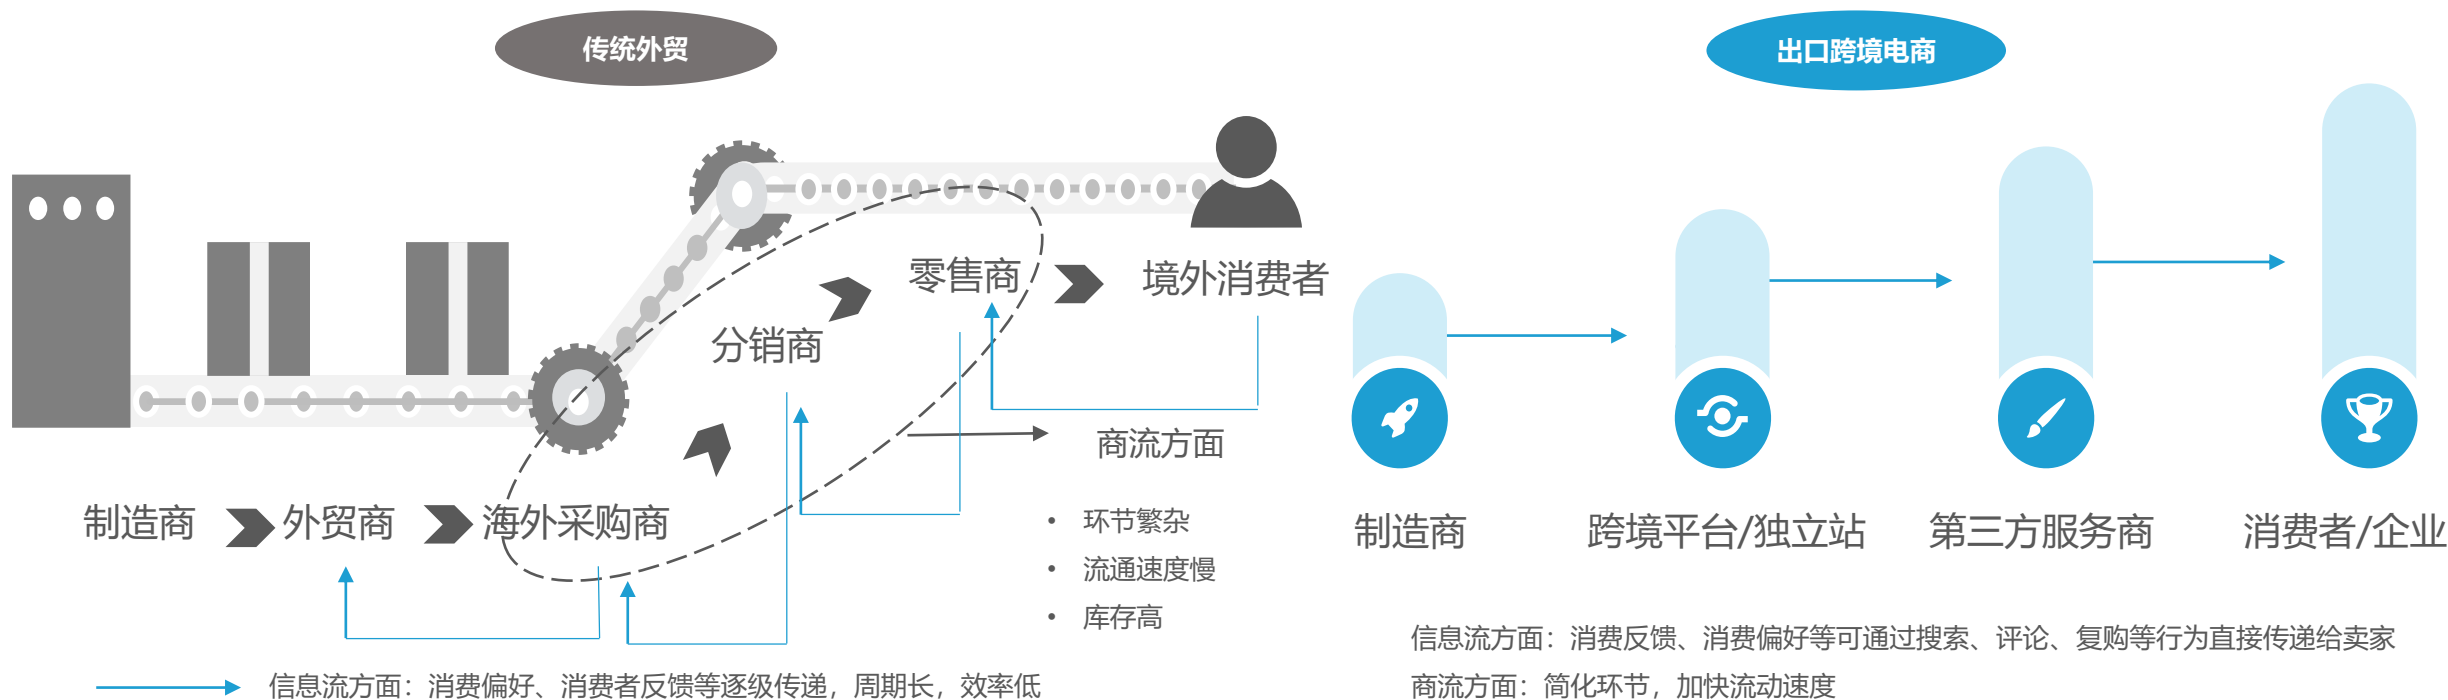 传统外贸
出口跨境电商
零售商
境外消费者
分销商
商流方面
制造商
外贸商
海外采购商
• 环节繁杂
• 流通速度慢
• 库存高
信息流方面：消费偏好、消费者反馈等逐级传递，周期长，效率低
制造商
跨境平台/独立站
第三方服务商
消费者/企业
信息流方面：消费反馈、消费偏好等可通过搜索、评论、复购等行为直接传递给卖家
商流方面：简化环节，加快流动速度